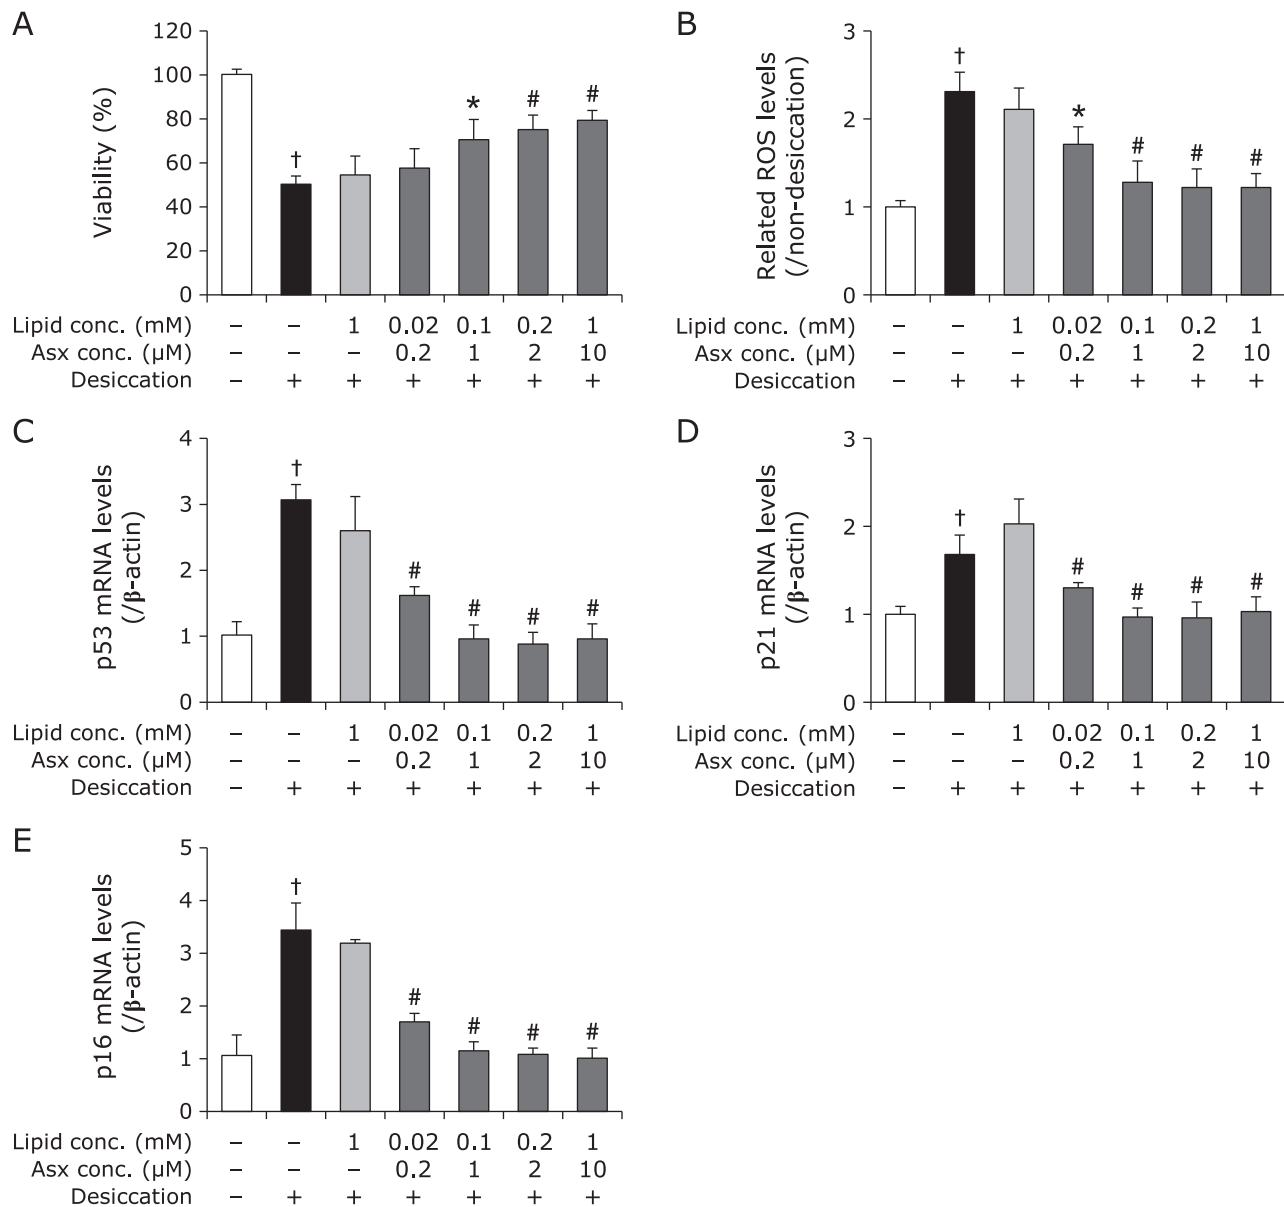 A
Viability (%)
120
100
80
60
40
20
0
† * # #
Lipid conc. (mM) – – 1 0.02 0.1 0.2 1
Asx conc. (μM) – – – 0.2 1 2 10
Desiccation – + + + + + +
B
Related ROS levels
(/non-desiccation)
3
2
1
0
† * # # #
Lipid conc. (mM) – – 1 0.02 0.1 0.2 1
Asx conc. (μM) – – – 0.2 1 2 10
Desiccation – + + + + + +
C
p53 mRNA levels
(/β-actin)
4
3
2
1
0
† # # # #
Lipid conc. (mM) – – 1 0.02 0.1 0.2 1
Asx conc. (μM) – – – 0.2 1 2 10
Desiccation – + + + + + +
D
p21 mRNA levels
(/β-actin)
3
2
1
0
† # # # #
Lipid conc. (mM) – – 1 0.02 0.1 0.2 1
Asx conc. (μM) – – – 0.2 1 2 10
Desiccation – + + + + + +
E
p16 mRNA levels
(/β-actin)
5
4
3
2
1
0
† # # # #
Lipid conc. (mM) – – 1 0.02 0.1 0.2 1
Asx conc. (μM) – – – 0.2 1 2 10
Desiccation – + + + + + +